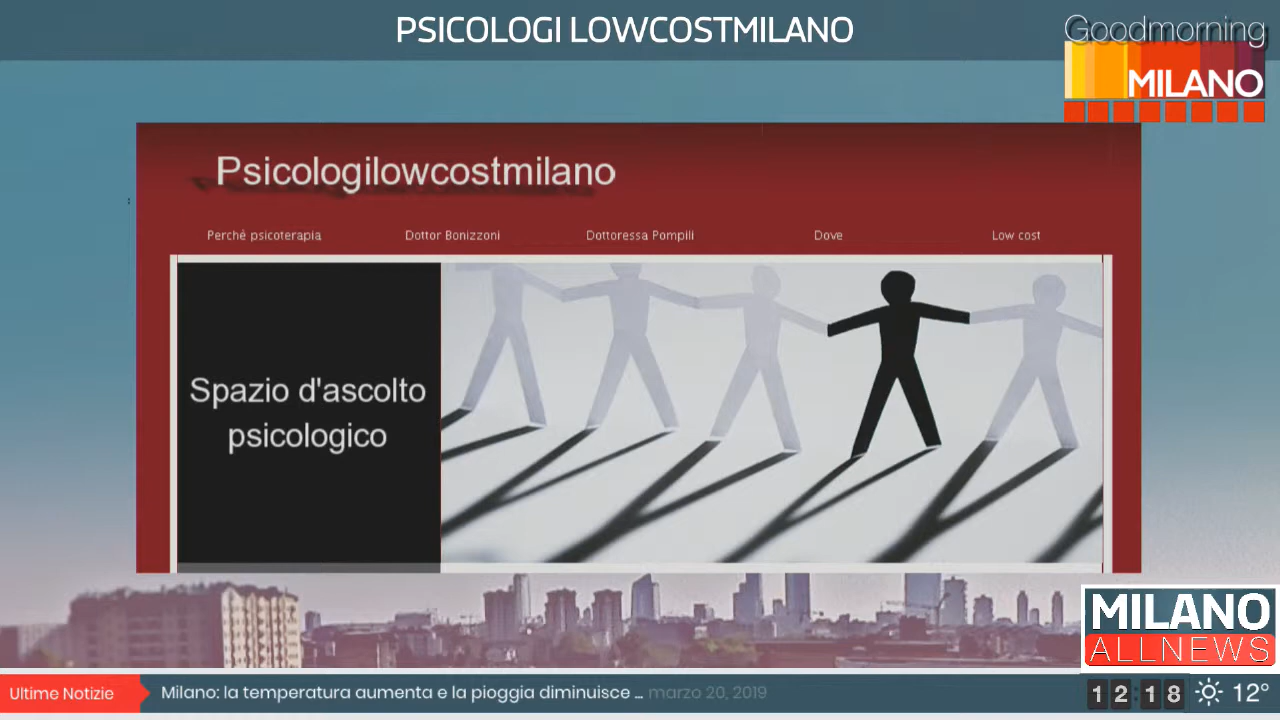 PSICOLOGI LOWCOSTMILANO
Goodmorning
MILANO
Psicologilowcostmilano
Perché psicoterapia Dottor Bonizzoni Dottoressa Pompili Dove Low cost
Spazio d'ascolto
psicologico
MILANO
ALLNEWS
Ultime Notizie Milano: la temperatura aumenta e la pioggia diminuisce ... marzo 20, 2019 12:18 12°